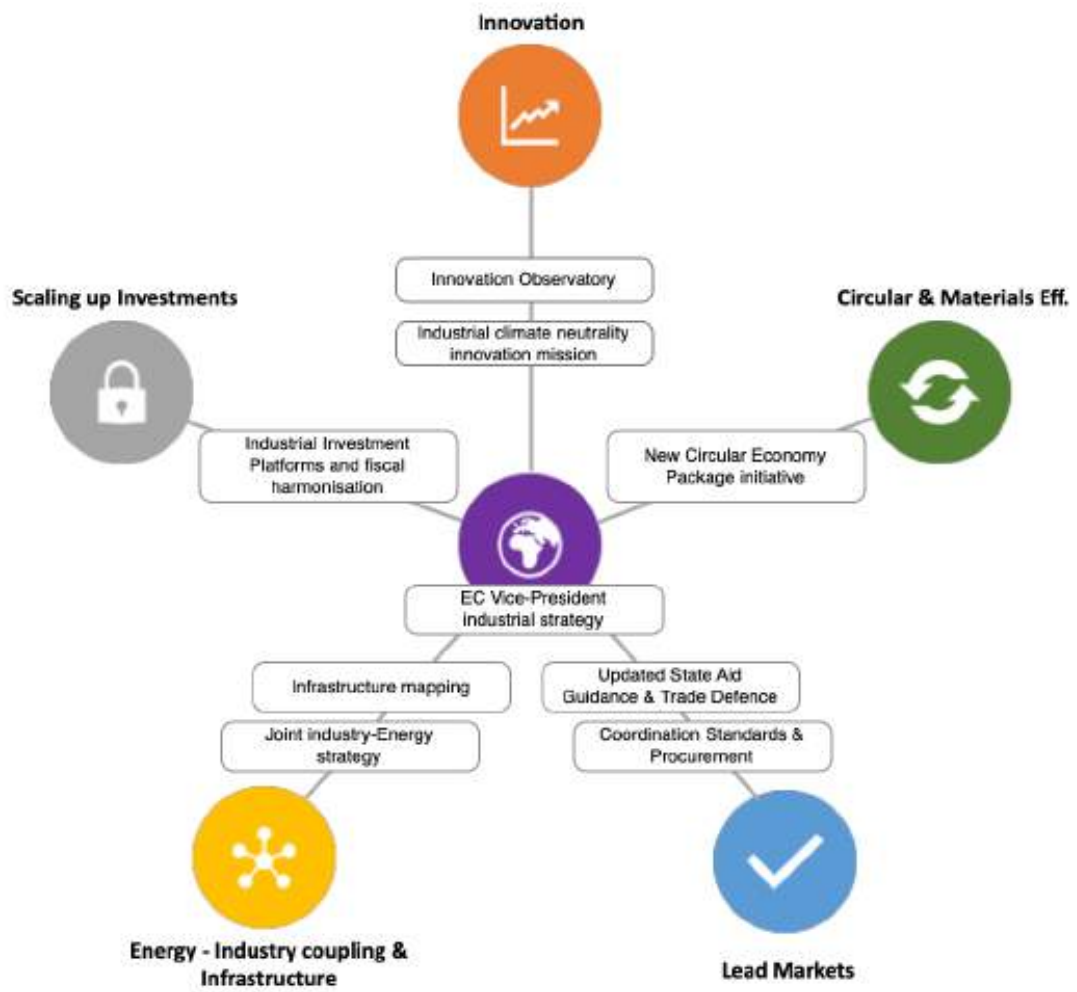 Innovation
Innovation Observatory
Industrial climate neutrality
innovation mission
Scaling up Investments
Industrial Investment
Platforms and fiscal
harmonisation
Circular & Materials Eff.
New Circular Economy
Package initiative
EC Vice-President
industrial strategy
Infrastructure mapping
Joint industry-Energy
strategy
Energy - Industry coupling &
Infrastructure
Updated State Aid
Guidance & Trade Defence
Coordination Standards &
Procurement
Lead Markets